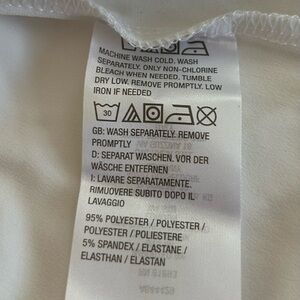 MACHINE WASH COLD. WASH
SEPARATELY. ONLY NON-CHLORINE
BLEACH WHEN NEEDED. TUMBLE
DRY LOW. REMOVE PROMPTLY. LOW
IRON IF NEEDED
30
GB: WASH SEPARATELY. REMOVE
PROMPTLY
D: SEPARAT WASCHEN. VOR DER
WÄSCHE ENTFERNEN
I: LAVARE SEPARATAMENTE.
RIMUOVERE SUBITO DOPO IL
LAVAGGIO
95% POLYESTER / POLYESTER /
POLYESTER / POLIESTERE
5% SPANDEX / ELASTANE /
ELASTHAN / ELASTAN